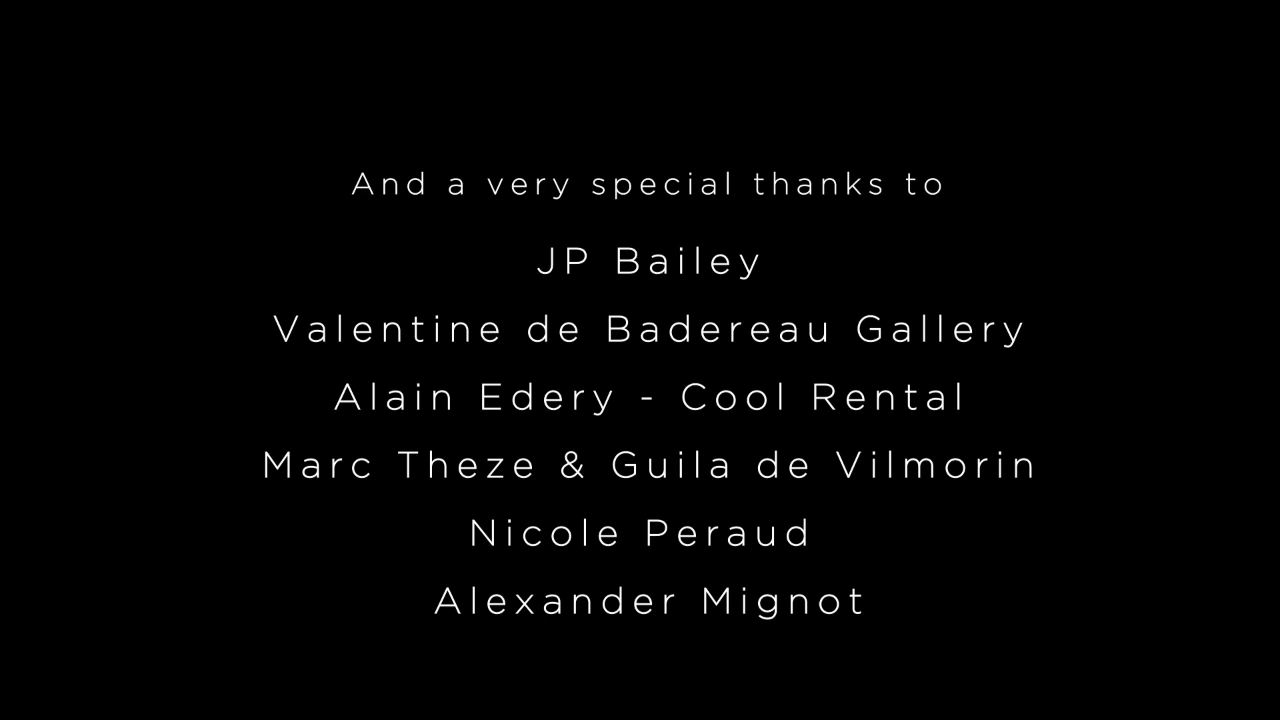 And a very special thanks to
JP Bailey
Valentine de Badereau Gallery
Alain Edery - Cool Rental
Marc Theze & Guila de Vilmorin
Nicole Peraud
Alexander Mignot